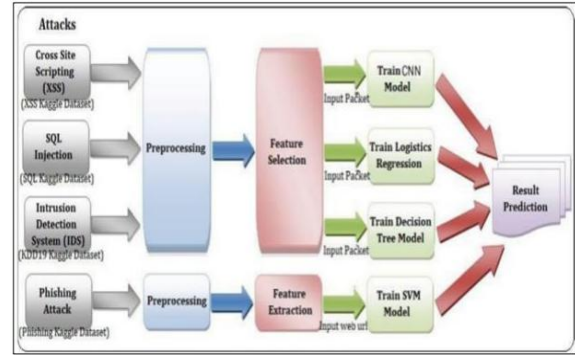 Attacks
Cross Site
Scripting
(XSS)
(XSS Kaggle Dataset)
SQL
Injection
(SQL Kaggle Dataset)
Intrusion
Detection
System (IDS)
(KDD19 Kaggle Dataset)
Phishing
Attack
(Phishing Kaggle Dataset)
Preprocessing
Preprocessing
Feature
Selection
Feature
Extraction
Input Packet
Input Packet
Input Packet
Input web url
Train CNN
Model
Train Logistics
Regression
Train Decision
Tree Model
Train SVM
Model
Result
Prediction